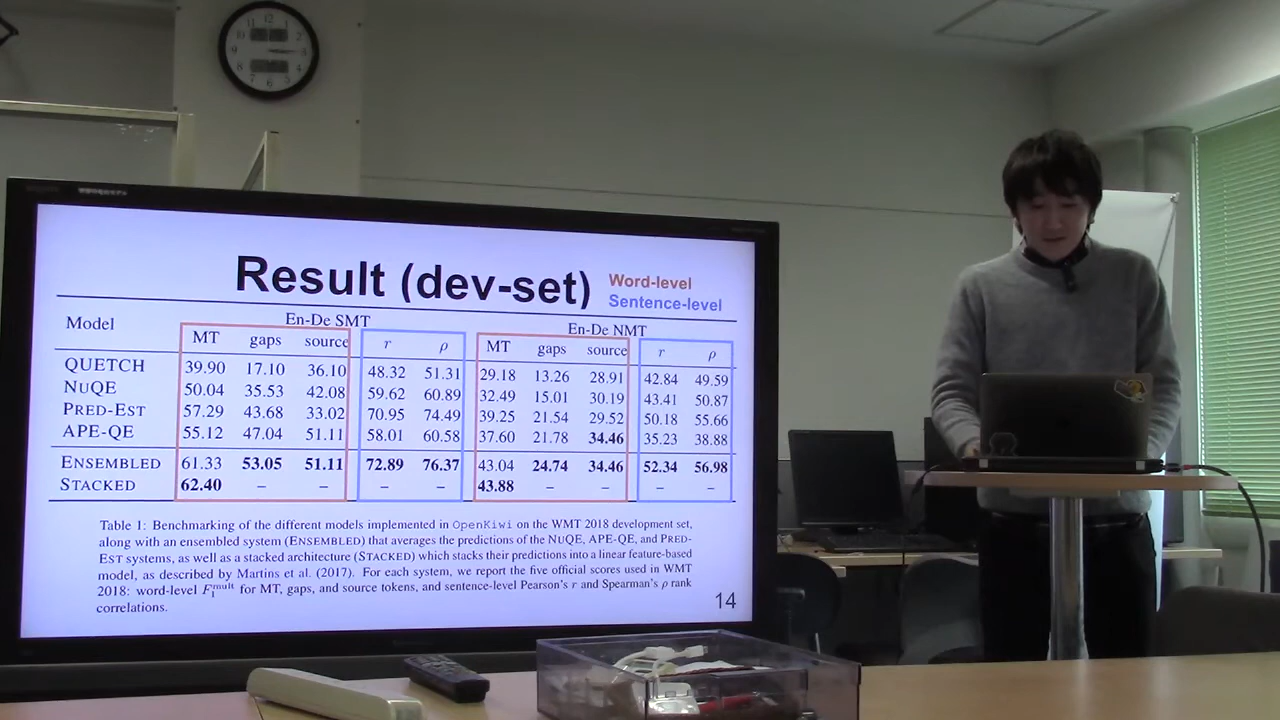 Result (dev-set)
Word-level
Sentence-level
Model En-De SMT En-De NMT
MT gaps source r ρ MT gaps source r ρ
QUETCH 39.90 17.10 36.10 48.32 51.31 29.18 13.26 28.91 42.84 49.59
NUQE 50.04 35.53 42.08 59.62 60.89 32.49 15.01 30.19 43.41 50.87
PRED-EST 57.29 43.68 33.02 70.95 74.49 39.25 21.54 29.52 50.18 55.66
APE-QE 55.12 47.04 51.11 58.01 60.58 37.60 21.78 34.46 35.23 38.88
ENSEMBLED 61.33 53.05 51.11 72.89 76.37 43.04 24.74 34.46 52.34 56.98
STACKED 62.40 – – – – 43.88 – – – –
Table 1: Benchmarking of the different models implemented in OpenKiwi on the WMT 2018 development set,
along with an ensembled system (ENSEMBLED) that averages the predictions of the NUQE, APE-QE, and PRED-
EST systems, as well as a stacked architecture (STACKED) which stacks their predictions into a linear feature-based
model, as described by Martins et al. (2017). For each system, we report the five official scores used in WMT
2018: word-level F₁ᵐᵘˡᵗ for MT, gaps, and source tokens, and sentence-level Pearson's r and Spearman's ρ rank
correlations.
14